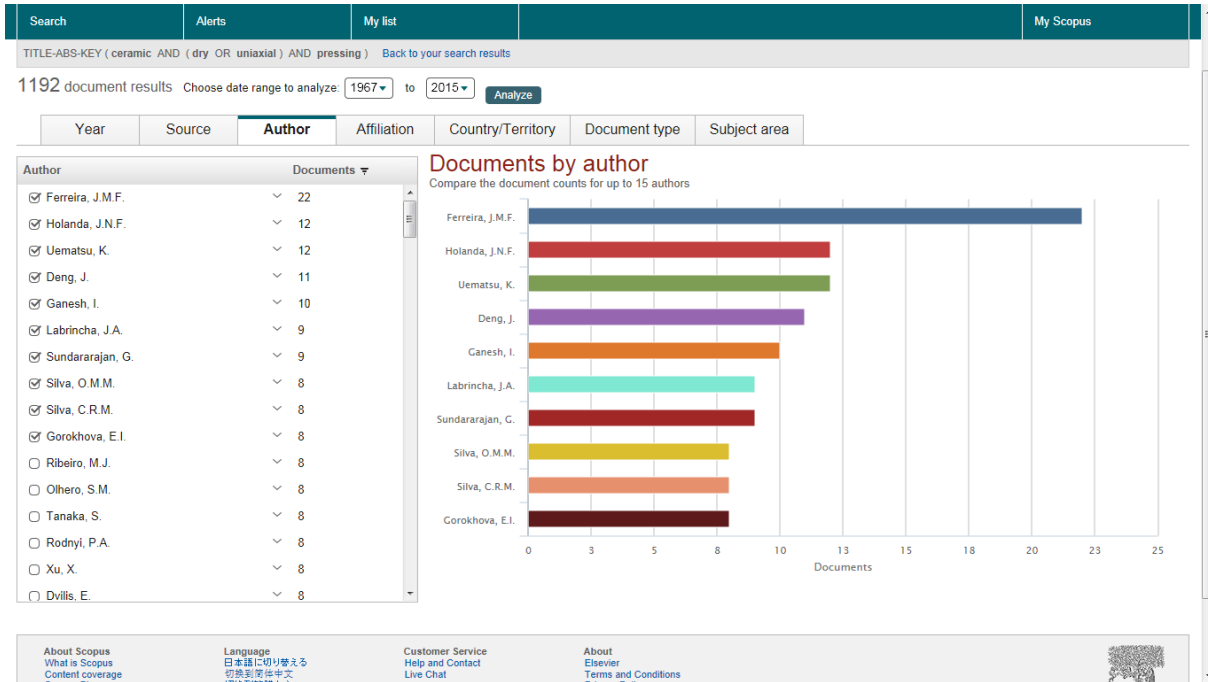 Search Alerts My list My Scopus
TITLE-ABS-KEY ( ceramic AND ( dry OR uniaxial ) AND pressing ) Back to your search results
1192 document results Choose date range to analyze: 1967 to 2015 Analyze
Year Source Author Affiliation Country/Territory Document type Subject area
Author Documents
Ferreira, J.M.F. 22
Holanda, J.N.F. 12
Uematsu, K. 12
Deng, J. 11
Ganesh, I. 10
Labrincha, J.A. 9
Sundararajan, G. 9
Silva, O.M.M. 8
Silva, C.R.M. 8
Gorokhova, E.I. 8
Ribeiro, M.J. 8
Olhero, S.M. 8
Tanaka, S. 8
Rodnyi, P.A. 8
Xu, X. 8
Dvilis, E. 8
Documents by author
Compare the document counts for up to 15 authors
Ferreira, J.M.F.
Holanda, J.N.F.
Uematsu, K.
Deng, J.
Ganesh, I.
Labrincha, J.A.
Sundararajan, G.
Silva, O.M.M.
Silva, C.R.M.
Gorokhova, E.I.
0 3 5 8 10 13 15 18 20 23 25
Documents
About Scopus
What is Scopus
Content coverage
Language
日本語に切り替える
切换到简体中文
Customer Service
Help and Contact
Live Chat
About
Elsevier
Terms and Conditions